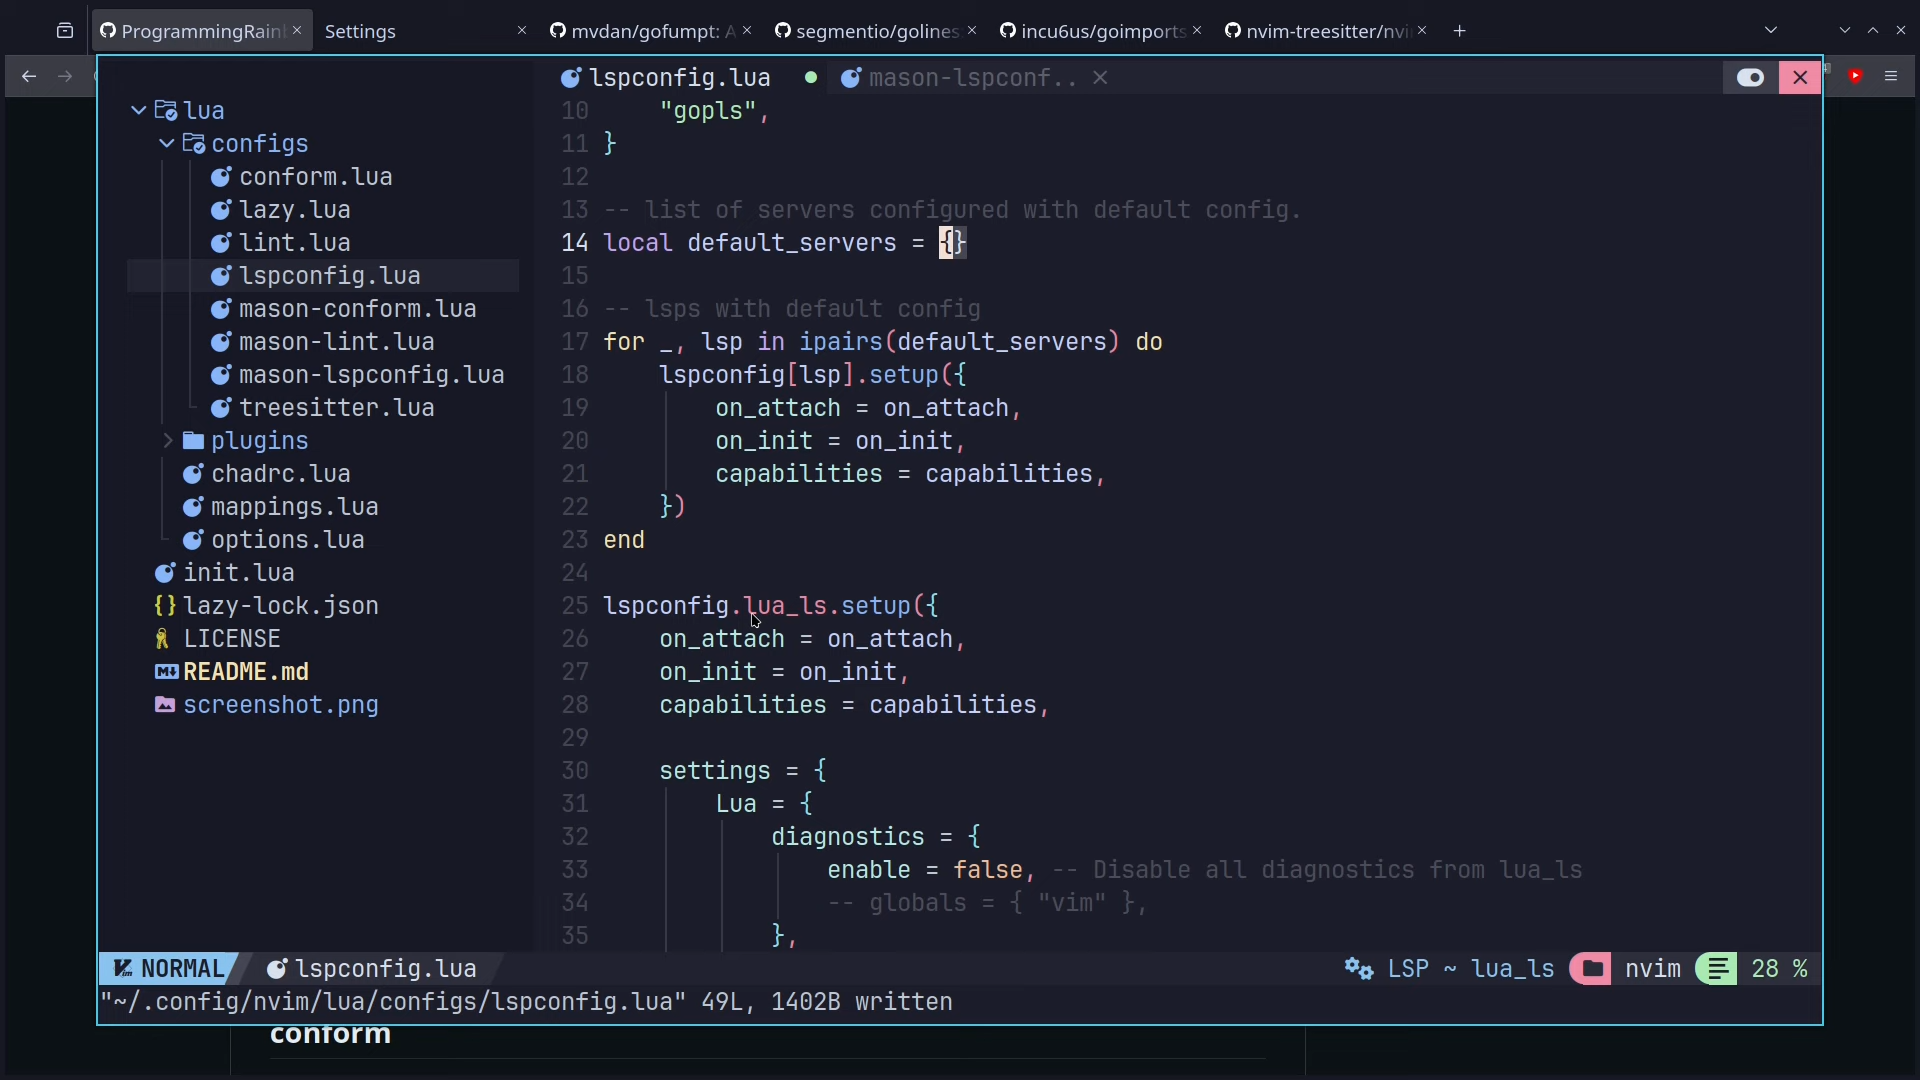 ProgrammingRain
Settings
mvdan/gofumpt: A
segmentio/golines
incu6us/goimports
nvim-treesitter/nvi
lspconfig.lua
mason-lspconf..
lua
configs
conform.lua
lazy.lua
lint.lua
lspconfig.lua
mason-conform.lua
mason-lint.lua
mason-lspconfig.lua
treesitter.lua
plugins
chadrc.lua
mappings.lua
options.lua
init.lua
lazy-lock.json
LICENSE
README.md
screenshot.png
10 "gopls",
11 }
12
13 -- list of servers configured with default config.
14 local default_servers = {}
15
16 -- lsps with default config
17 for _, lsp in ipairs(default_servers) do
18 lspconfig[lsp].setup({
19 on_attach = on_attach,
20 on_init = on_init,
21 capabilities = capabilities,
22 })
23 end
24
25 lspconfig.lua_ls.setup({
26 on_attach = on_attach,
27 on_init = on_init,
28 capabilities = capabilities,
29
30 settings = {
31 Lua = {
32 diagnostics = {
33 enable = false, -- Disable all diagnostics from lua_ls
34 -- globals = { "vim" },
35 },
NORMAL lspconfig.lua LSP ~ lua_ls nvim 28 %
"~/.config/nvim/lua/configs/lspconfig.lua" 49L, 1402B written
conform